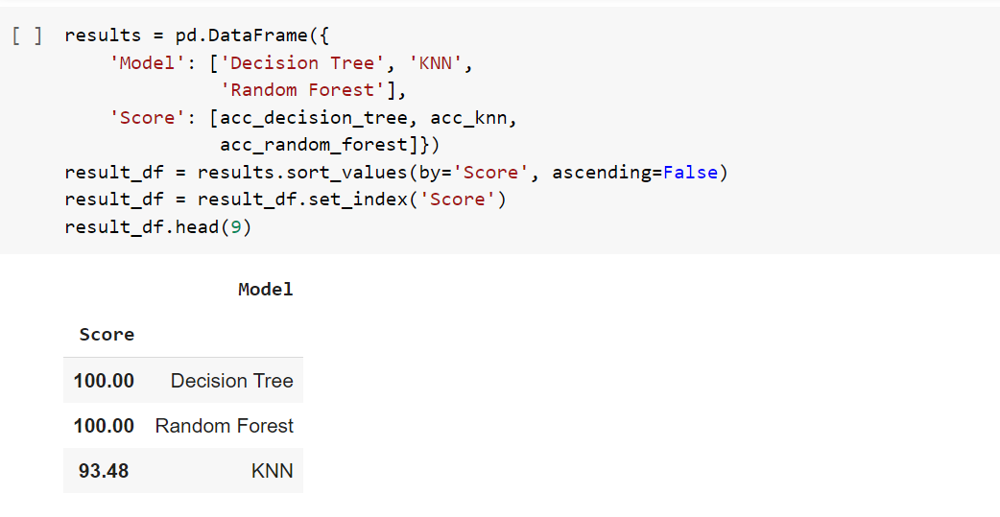 [ ] results = pd.DataFrame({
'Model': ['Decision Tree', 'KNN',
'Random Forest'],
'Score': [acc_decision_tree, acc_knn,
acc_random_forest]})
result_df = results.sort_values(by='Score', ascending=False)
result_df = result_df.set_index('Score')
result_df.head(9)
Model
Score
100.00 Decision Tree
100.00 Random Forest
93.48 KNN